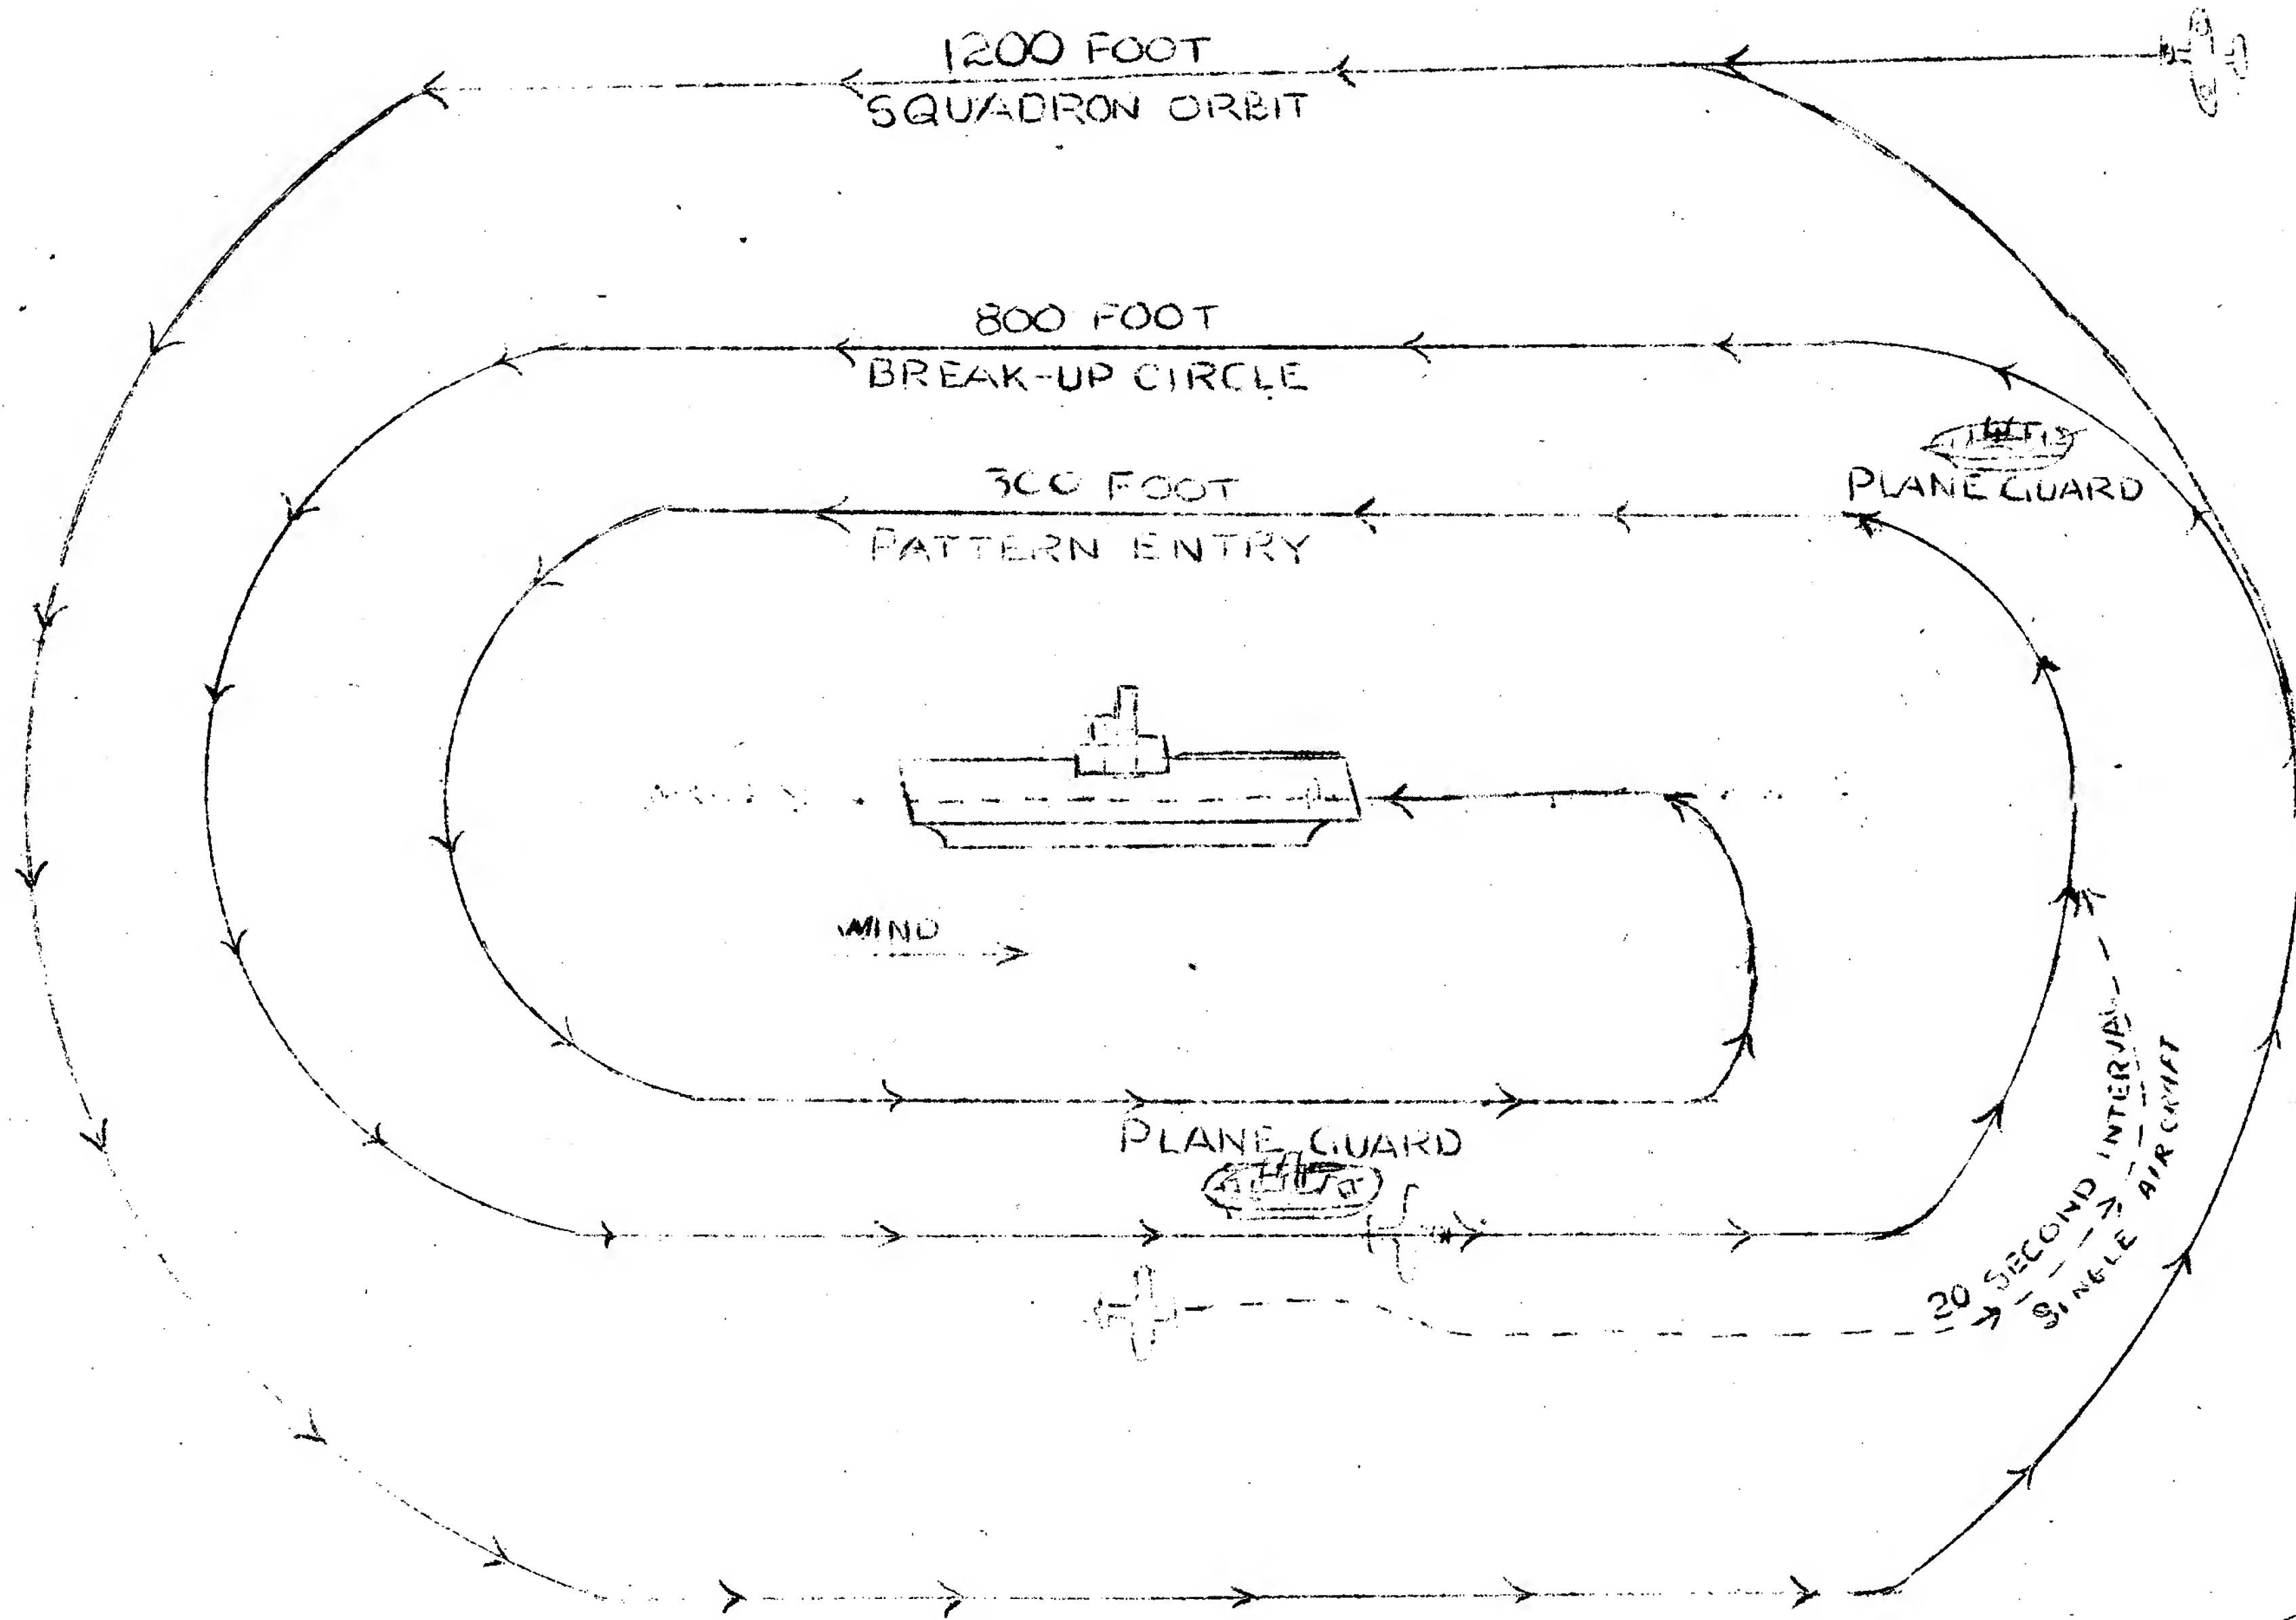 1200 FOOT
SQUADRON ORBIT
800 FOOT
BREAK-UP CIRCLE
PLANE GUARD
300 FOOT
PATTERN ENTRY
WIND
PLANE GUARD
20 SECOND INTERVAL
SINGLE AIRCRAFT